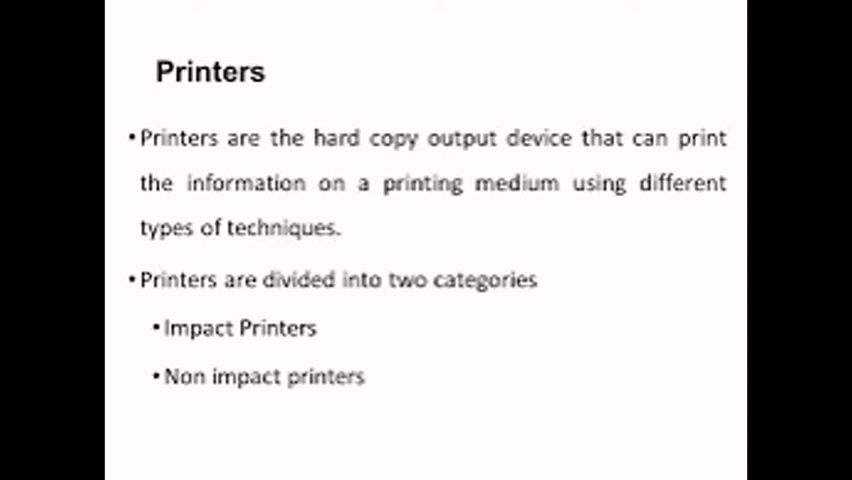 Printers
•Printers are the hard copy output device that can print
the information on a printing medium using different
types of techniques.
•Printers are divided into two categories
•Impact Printers
•Non impact printers